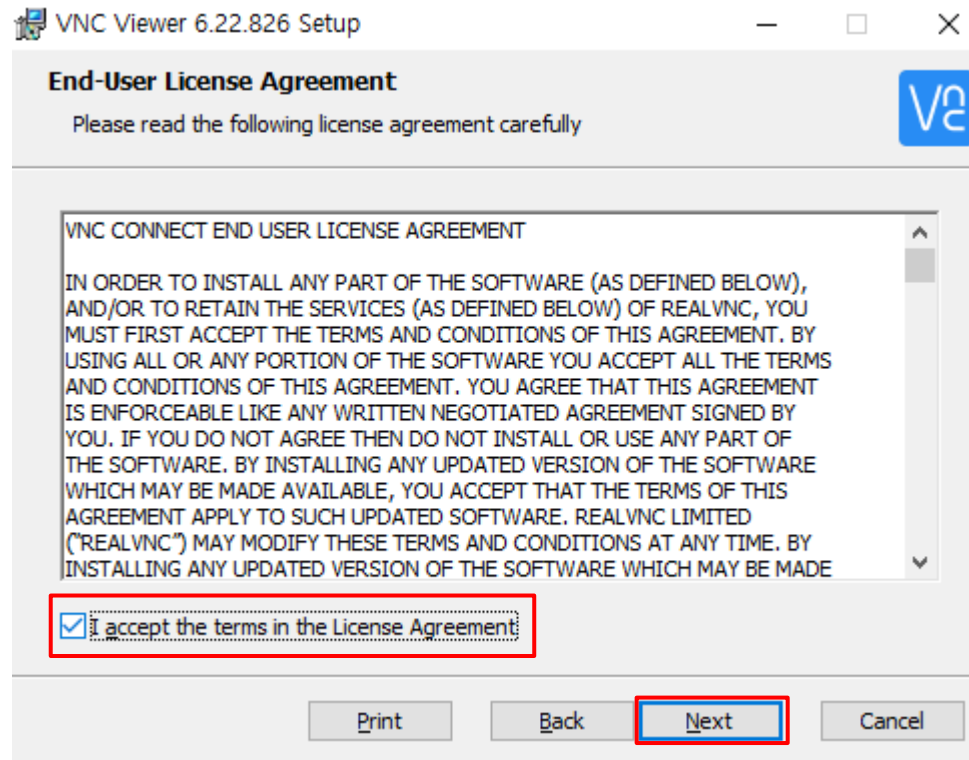 VNC Viewer 6.22.826 Setup
End-User License Agreement
Please read the following license agreement carefully
VNC CONNECT END USER LICENSE AGREEMENT
IN ORDER TO INSTALL ANY PART OF THE SOFTWARE (AS DEFINED BELOW),
AND/OR TO RETAIN THE SERVICES (AS DEFINED BELOW) OF REALVNC, YOU
MUST FIRST ACCEPT THE TERMS AND CONDITIONS OF THIS AGREEMENT. BY
USING ALL OR ANY PORTION OF THE SOFTWARE YOU ACCEPT ALL THE TERMS
AND CONDITIONS OF THIS AGREEMENT. YOU AGREE THAT THIS AGREEMENT
IS ENFORCEABLE LIKE ANY WRITTEN NEGOTIATED AGREEMENT SIGNED BY
YOU. IF YOU DO NOT AGREE THEN DO NOT INSTALL OR USE ANY PART OF
THE SOFTWARE. BY INSTALLING ANY UPDATED VERSION OF THE SOFTWARE
WHICH MAY BE MADE AVAILABLE, YOU ACCEPT THAT THE TERMS OF THIS
AGREEMENT APPLY TO SUCH UPDATED SOFTWARE. REALVNC LIMITED
("REALVNC") MAY MODIFY THESE TERMS AND CONDITIONS AT ANY TIME. BY
INSTALLING ANY UPDATED VERSION OF THE SOFTWARE WHICH MAY BE MADE
I accept the terms in the License Agreement
Print Back Next Cancel